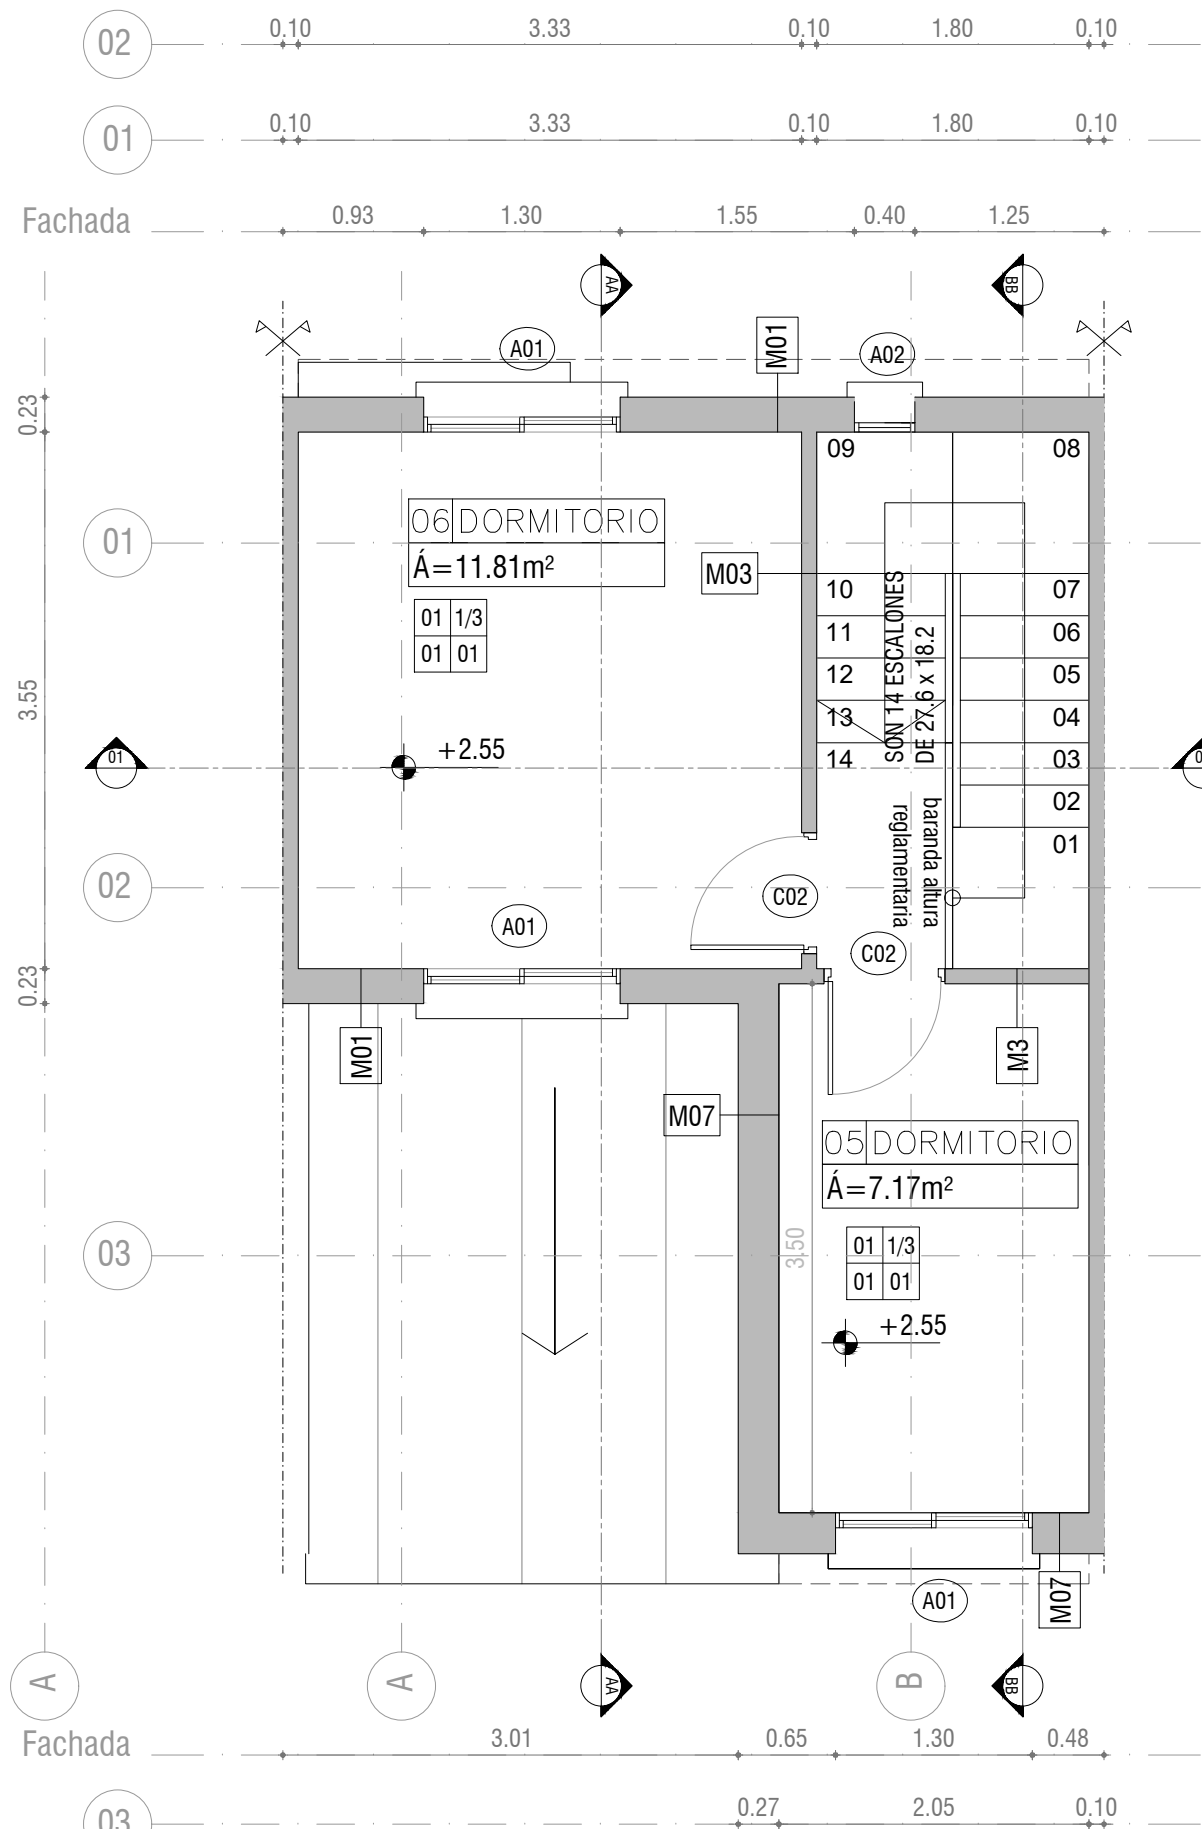 02
0.10 3.33 0.10 1.80 0.10
01
0.10 3.33 0.10 1.80 0.10
Fachada
0.93 1.30 1.55 0.40 1.25
AA
BB
A01
M01
A02
0.23
09
08
06 DORMITORIO
Á=11.81m²
01
M03
10
07
01 1/3
01 01
11
06
12
05
13
04
14
03
02
01
SON 14 ESCALONES
DE 27.6 x 18.2
3.55
01
+2.55
0
baranda altura
reglamentaria
02
C02
A01
C02
0.23
M01
M3
M07
05 DORMITORIO
Á=7.17m²
3.50
03
01 1/3
01 01
+2.55
A01
M07
A
A
AA
B
BB
Fachada
3.01 0.65 1.30 0.48
03
0.27 2.05 0.10